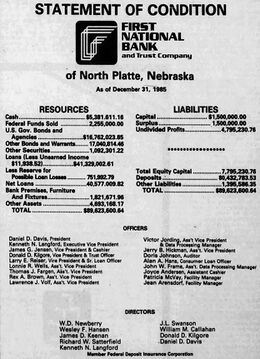 STATEMENT OF CONDITION
FIRST
NATIONAL
BANK
and Trust Company
of North Platte, Nebraska
As of December 31, 1985
RESOURCES
Cash $5,381,611.16
Federal Funds Sold 2,255,000.00
U.S. Gov. Bonds and
Agencies $16,762,023.85
Other Bonds and Warrants 17,040,814.46
Other Securities 1,092,301.22
Loans (Less Unearned Income
$11,938.52) $41,329,002.61
Less Reserve for
Possible Loan Losses 751,992.79
Net Loans 40,577,009.82
Bank Premises, Furniture
And Fixtures 1,821,671.96
Other Assets 4,693,168.17
TOTAL $89,623,600.64
LIABILITIES
Capital $1,500,000.00
Surplus 1,500,000.00
Undivided Profits 4,795,230.76
Total Equity Capital 7,795,230.76
Deposits 80,432,783.53
Other Liabilities 1,395,586.35
TOTAL $89,623,600.64
OFFICERS
Daniel D. Davis, President
Kenneth N. Langford, Executive Vice President
James G. Jensen, Vice President & Cashier
Donald D. Kilgore, Vice President & Trust Officer
Larry E. Reiser, Vice President & Sr. Loan Officer
Lonnie R. Wells, Ass't. Vice President
Thomas J. Fargen, Ass't. Vice President
Rex A. Brown, Ass't. Vice President
Lawrence J. Volf, Ass't. Vice President
Victor Jording, Ass't Vice President
& Data Processing Manager
Jerry B. Hickman, Ass't. Vice President
Doris Johnson, Auditor
Alan A. Hana, Consumer Loan Officer
John W. Frame, Ass't. Data Processing Manager
Joyce Andersen, Assistant Cashier
Patricia McVay, Facility Manager
Jean Arensdorf, Facility Manager
DIRECTORS
W.D. Newberry
Wesley F. Hansen
James D. Keenan
Richard W. Satterfield
Kenneth N. Langford
J.L. Swanson
William M. Callahan
Donald D. Kilgore
Daniel D. Davis
Member Federal Deposit Insurance Corporation